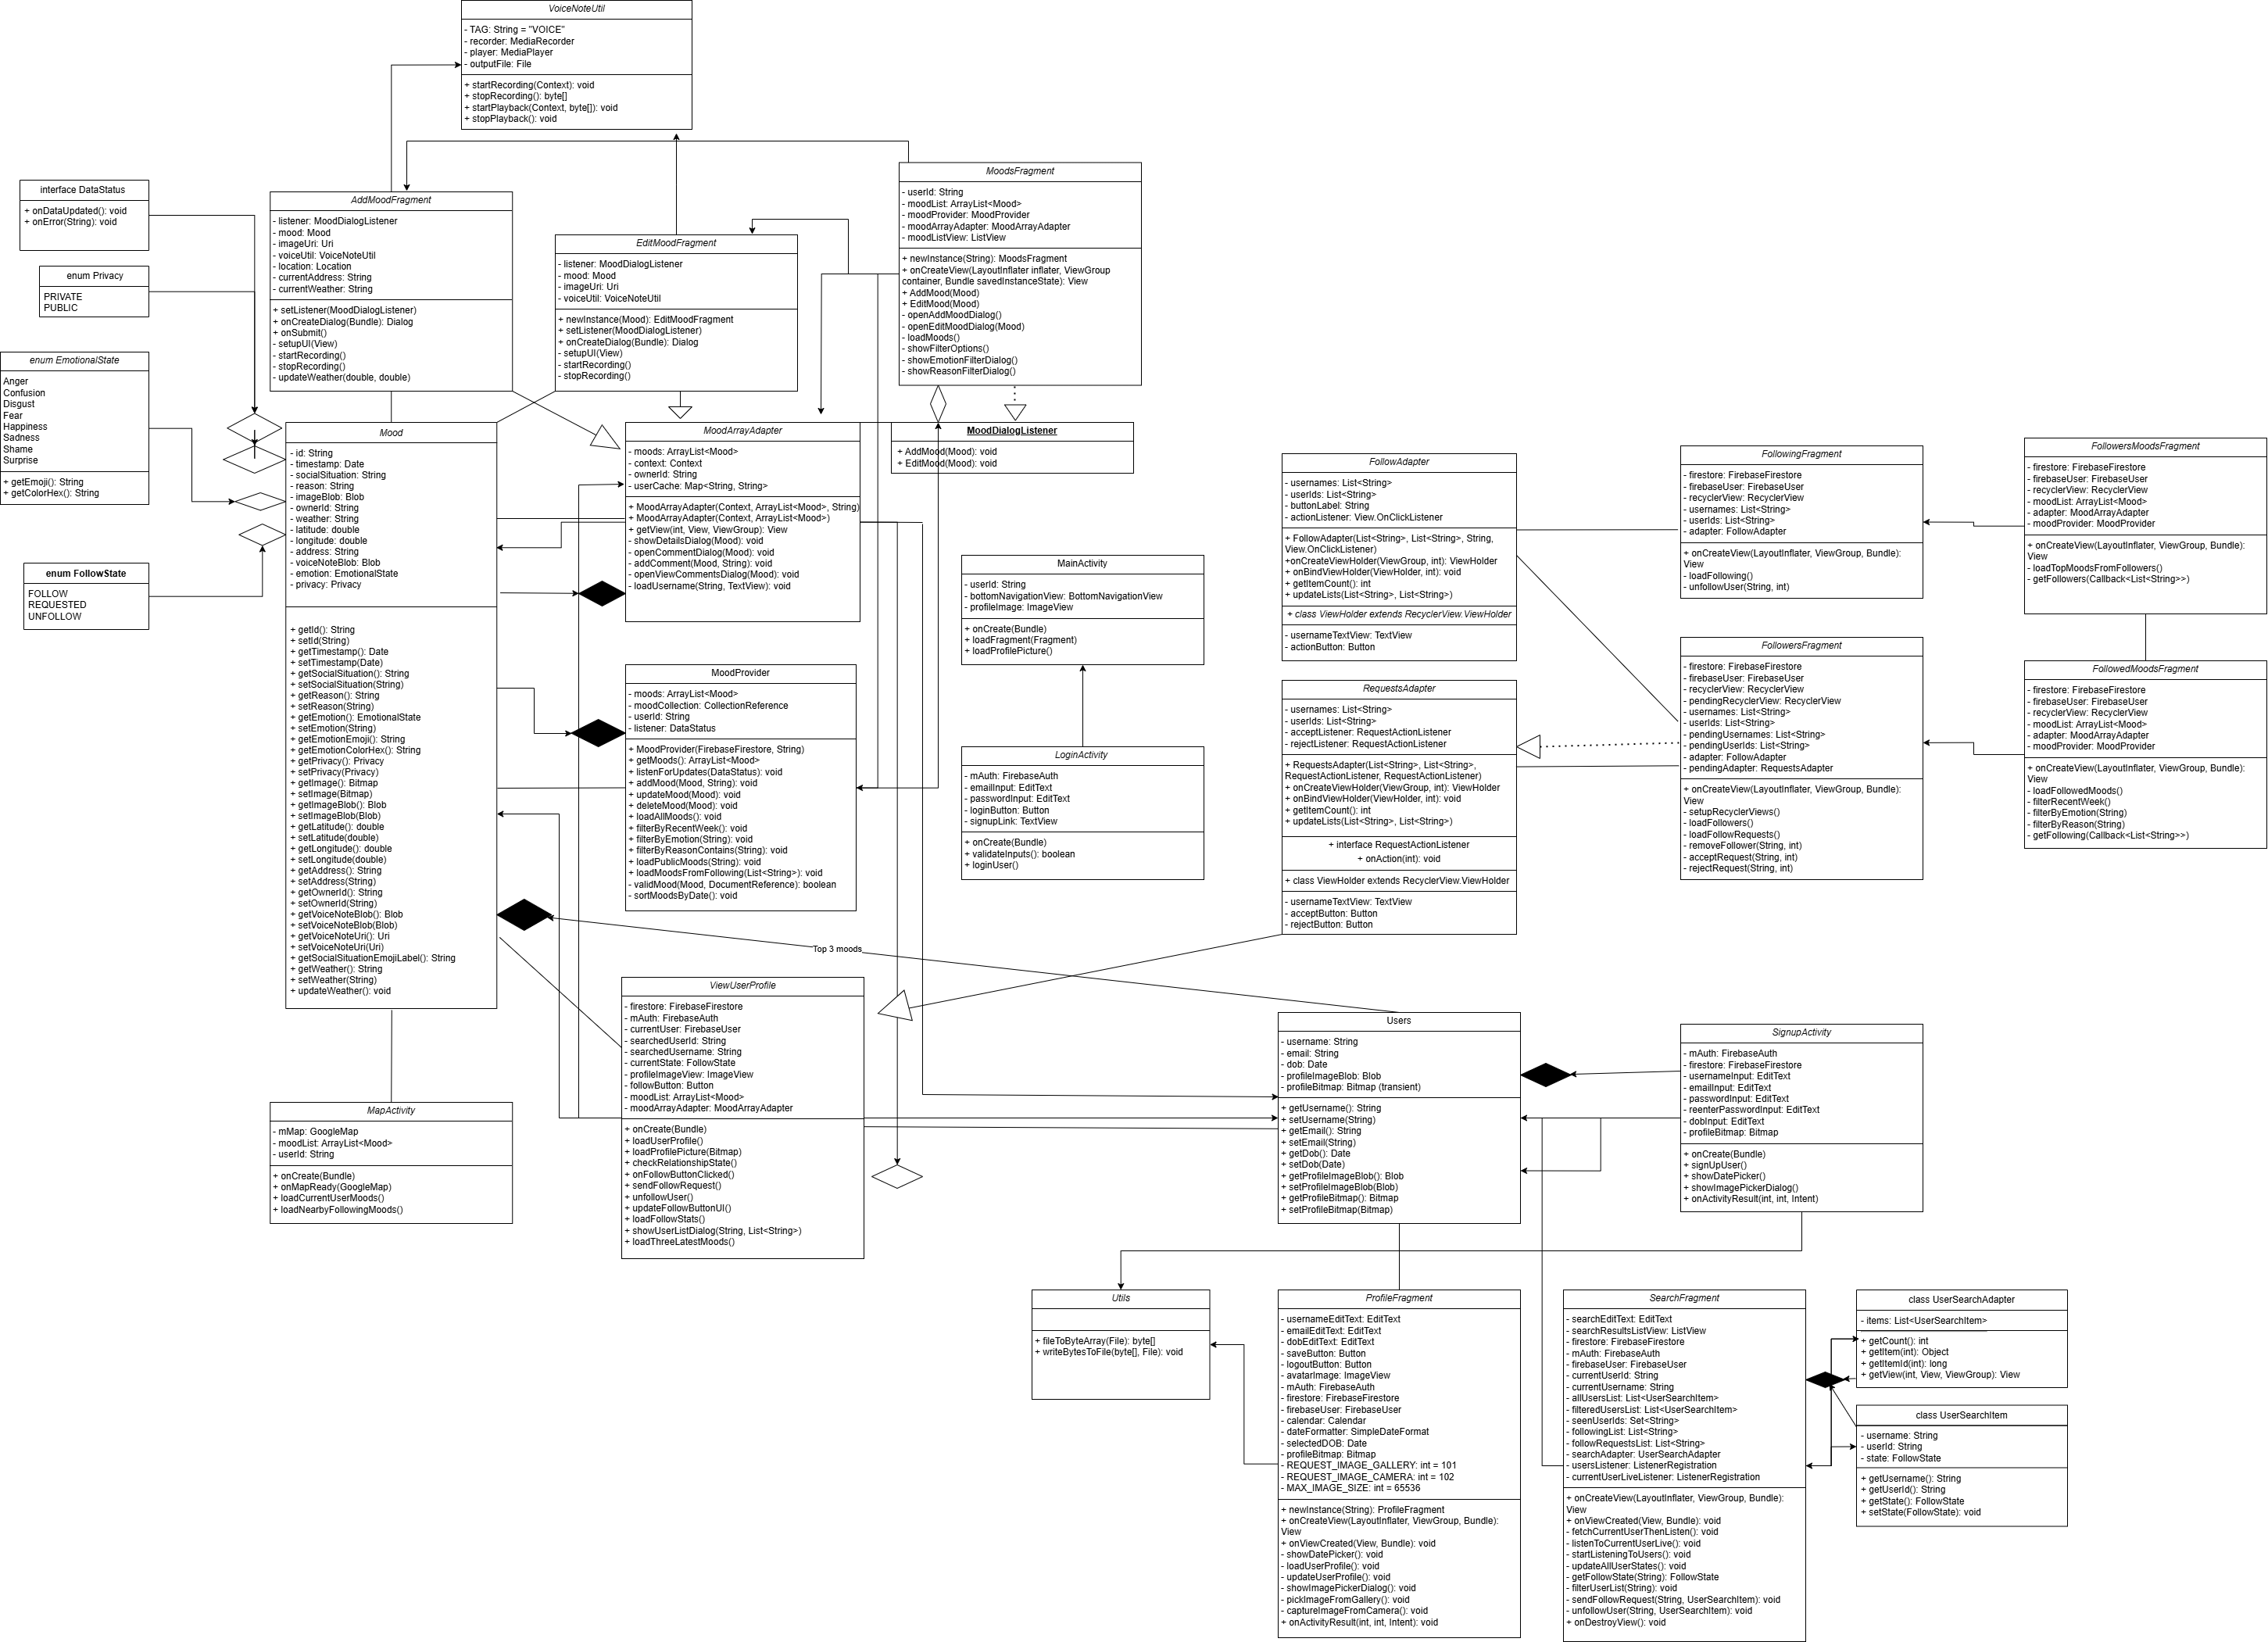 VoiceNoteUtil
- TAG: String = "VOICE"
- recorder: MediaRecorder
- player: MediaPlayer
- outputFile: File
+ startRecording(Context): void
+ stopRecording(): byte[]
+ startPlayback(Context, byte[]): void
+ stopPlayback(): void
interface DataStatus
+ onDataUpdated(): void
+ onError(String): void
enum Privacy
PRIVATE
PUBLIC
enum EmotionalState
Anger
Confusion
Disgust
Fear
Happiness
Sadness
Shame
Surprise
+ getEmoji(): String
+ getColorHex(): String
enum FollowState
FOLLOW
REQUESTED
UNFOLLOW
AddMoodFragment
- listener: MoodDialogListener
- mood: Mood
- imageUri: Uri
- voiceUtil: VoiceNoteUtil
- location: Location
- currentAddress: String
- currentWeather: String
+ setListener(MoodDialogListener)
+ onCreateDialog(Bundle): Dialog
+ onSubmit()
- setupUI(View)
- startRecording()
- stopRecording()
- updateWeather(double, double)
EditMoodFragment
- listener: MoodDialogListener
- mood: Mood
- imageUri: Uri
- voiceUtil: VoiceNoteUtil
+ newInstance(Mood): EditMoodFragment
+ setListener(MoodDialogListener)
+ onCreateDialog(Bundle): Dialog
- setupUI(View)
- startRecording()
- stopRecording()
MoodsFragment
- userId: String
- moodList: ArrayList<Mood>
- moodProvider: MoodProvider
- moodArrayAdapter: MoodArrayAdapter
- moodListView: ListView
+ newInstance(String): MoodsFragment
+ onCreateView(LayoutInflater inflater, ViewGroup
container, Bundle savedInstanceState): View
+ AddMood(Mood)
+ EditMood(Mood)
- openAddMoodDialog()
- openEditMoodDialog(Mood)
- loadMoods()
- showFilterOptions()
- showEmotionFilterDialog()
- showReasonFilterDialog()
Mood
- id: String
- timestamp: Date
- socialSituation: String
- reason: String
- imageBlob: Blob
- ownerId: String
- weather: String
- latitude: double
- longitude: double
- address: String
- voiceNoteBlob: Blob
- emotion: EmotionalState
- privacy: Privacy
+ getId(): String
+ setId(String)
+ getTimestamp(): Date
+ setTimestamp(Date)
+ getSocialSituation(): String
+ setSocialSituation(String)
+ getReason(): String
+ setReason(String)
+ getEmotion(): EmotionalState
+ setEmotion(String)
+ getEmotionEmoji(): String
+ getEmotionColorHex(): String
+ getPrivacy(): Privacy
+ setPrivacy(Privacy)
+ getImage(): Bitmap
+ setImage(Bitmap)
+ getImageBlob(): Blob
+ setImageBlob(Blob)
+ getLatitude(): double
+ setLatitude(double)
+ getLongitude(): double
+ setLongitude(double)
+ getAddress(): String
+ setAddress(String)
+ getOwnerId(): String
+ setOwnerId(String)
+ getVoiceNoteBlob(): Blob
+ setVoiceNoteBlob(Blob)
+ getVoiceNoteUri(): Uri
+ setVoiceNoteUri(Uri)
+ getSocialSituationEmojiLabel(): String
+ getWeather(): String
+ setWeather(String)
+ updateWeather(): void
MoodArrayAdapter
- moods: ArrayList<Mood>
- context: Context
- ownerId: String
- userCache: Map<String, String>
+ MoodArrayAdapter(Context, ArrayList<Mood>, String)
+ MoodArrayAdapter(Context, ArrayList<Mood>)
+ getView(int, View, ViewGroup): View
- showDetailsDialog(Mood): void
- openCommentDialog(Mood): void
- addComment(Mood, String): void
- openViewCommentsDialog(Mood): void
- loadUsername(String, TextView): void
MoodDialogListener
+ AddMood(Mood): void
+ EditMood(Mood): void
MoodProvider
- moods: ArrayList<Mood>
- moodCollection: CollectionReference
- userId: String
- listener: DataStatus
+ MoodProvider(FirebaseFirestore, String)
+ getMoods(): ArrayList<Mood>
+ listenForUpdates(DataStatus): void
+ addMood(Mood, String): void
+ updateMood(Mood): void
+ deleteMood(Mood): void
+ loadAllMoods(): void
+ filterByRecentWeek(): void
+ filterByEmotion(String): void
+ filterByReasonContains(String): void
+ loadPublicMoods(String): void
+ loadMoodsFromFollowing(List<String>): void
- validMood(Mood, DocumentReference): boolean
- sortMoodsByDate(): void
MainActivity
- userId: String
- bottomNavigationView: BottomNavigationView
- profileImage: ImageView
+ onCreate(Bundle)
+ loadFragment(Fragment)
+ loadProfilePicture()
LoginActivity
- mAuth: FirebaseAuth
- emailInput: EditText
- passwordInput: EditText
- loginButton: Button
- signupLink: TextView
+ onCreate(Bundle)
+ validateInputs(): boolean
+ loginUser()
FollowAdapter
- usernames: List<String>
- userIds: List<String>
- buttonLabel: String
- actionListener: View.OnClickListener
+ FollowAdapter(List<String>, List<String>, String,
View.OnClickListener)
+onCreateViewHolder(ViewGroup, int): ViewHolder
+ onBindViewHolder(ViewHolder, int): void
+ getItemCount(): int
+ updateLists(List<String>, List<String>)
+ class ViewHolder extends RecyclerView.ViewHolder
- usernameTextView: TextView
- actionButton: Button
RequestsAdapter
- usernames: List<String>
- userIds: List<String>
- acceptListener: RequestActionListener
- rejectListener: RequestActionListener
+ RequestsAdapter(List<String>, List<String>,
RequestActionListener, RequestActionListener)
+ onCreateViewHolder(ViewGroup, int): ViewHolder
+ onBindViewHolder(ViewHolder, int): void
+ getItemCount(): int
+ updateLists(List<String>, List<String>)
+ interface RequestActionListener
+ onAction(int): void
+ class ViewHolder extends RecyclerView.ViewHolder
- usernameTextView: TextView
- acceptButton: Button
- rejectButton: Button
FollowingFragment
- firestore: FirebaseFirestore
- firebaseUser: FirebaseUser
- recyclerView: RecyclerView
- usernames: List<String>
- userIds: List<String>
- adapter: FollowAdapter
+ onCreateView(LayoutInflater, ViewGroup, Bundle):
View
- loadFollowing()
- unfollowUser(String, int)
FollowersFragment
- firestore: FirebaseFirestore
- firebaseUser: FirebaseUser
- recyclerView: RecyclerView
- pendingRecyclerView: RecyclerView
- usernames: List<String>
- userIds: List<String>
- pendingUsernames: List<String>
- pendingUserIds: List<String>
- adapter: FollowAdapter
- pendingAdapter: RequestsAdapter
+ onCreateView(LayoutInflater, ViewGroup, Bundle):
View
- setupRecyclerViews()
- loadFollowers()
- loadFollowRequests()
- removeFollower(String, int)
- acceptRequest(String, int)
- rejectRequest(String, int)
FollowersMoodsFragment
- firestore: FirebaseFirestore
- firebaseUser: FirebaseUser
- recyclerView: RecyclerView
- moodList: ArrayList<Mood>
- adapter: MoodArrayAdapter
- moodProvider: MoodProvider
+ onCreateView(LayoutInflater, ViewGroup, Bundle):
View
- loadTopMoodsFromFollowers()
- getFollowers(Callback<List<String>>)
FollowedMoodsFragment
- firestore: FirebaseFirestore
- firebaseUser: FirebaseUser
- recyclerView: RecyclerView
- moodList: ArrayList<Mood>
- adapter: MoodArrayAdapter
- moodProvider: MoodProvider
+ onCreateView(LayoutInflater, ViewGroup, Bundle):
View
- loadFollowedMoods()
- filterRecentWeek()
- filterByEmotion(String)
- filterByReason(String)
- getFollowing(Callback<List<String>>)
Top 3 moods
ViewUserProfile
- firestore: FirebaseFirestore
- mAuth: FirebaseAuth
- currentUser: FirebaseUser
- searchedUserId: String
- searchedUsername: String
- currentState: FollowState
- profileImageView: ImageView
- followButton: Button
- moodList: ArrayList<Mood>
- moodArrayAdapter: MoodArrayAdapter
+ onCreate(Bundle)
+ loadUserProfile()
+ loadProfilePicture(Bitmap)
+ checkRelationshipState()
+ onFollowButtonClicked()
+ sendFollowRequest()
+ unfollowUser()
+ updateFollowButtonUI()
+ loadFollowStats()
+ showUserListDialog(String, List<String>)
+ loadThreeLatestMoods()
MapActivity
- mMap: GoogleMap
- moodList: ArrayList<Mood>
- userId: String
+ onCreate(Bundle)
+ onMapReady(GoogleMap)
+ loadCurrentUserMoods()
+ loadNearbyFollowingMoods()
Users
- username: String
- email: String
- dob: Date
- profileImageBlob: Blob
- profileBitmap: Bitmap (transient)
+ getUsername(): String
+ setUsername(String)
+ getEmail(): String
+ setEmail(String)
+ getDob(): Date
+ setDob(Date)
+ getProfileImageBlob(): Blob
+ setProfileImageBlob(Blob)
+ getProfileBitmap(): Bitmap
+ setProfileBitmap(Bitmap)
SignupActivity
- mAuth: FirebaseAuth
- firestore: FirebaseFirestore
- usernameInput: EditText
- emailInput: EditText
- passwordInput: EditText
- reenterPasswordInput: EditText
- dobInput: EditText
- profileBitmap: Bitmap
+ onCreate(Bundle)
+ signUpUser()
+ showDatePicker()
+ showImagePickerDialog()
+ onActivityResult(int, int, Intent)
Utils
+ fileToByteArray(File): byte[]
+ writeBytesToFile(byte[], File): void
ProfileFragment
- usernameEditText: EditText
- emailEditText: EditText
- dobEditText: EditText
- saveButton: Button
- logoutButton: Button
- avatarImage: ImageView
- mAuth: FirebaseAuth
- firestore: FirebaseFirestore
- firebaseUser: FirebaseUser
- calendar: Calendar
- dateFormatter: SimpleDateFormat
- selectedDOB: Date
- profileBitmap: Bitmap
- REQUEST_IMAGE_GALLERY: int = 101
- REQUEST_IMAGE_CAMERA: int = 102
- MAX_IMAGE_SIZE: int = 65536
+ newInstance(String): ProfileFragment
+ onCreateView(LayoutInflater, ViewGroup, Bundle):
View
+ onViewCreated(View, Bundle): void
- showDatePicker(): void
- loadUserProfile(): void
- updateUserProfile(): void
- showImagePickerDialog(): void
- pickImageFromGallery(): void
- captureImageFromCamera(): void
+ onActivityResult(int, int, Intent): void
SearchFragment
- searchEditText: EditText
- searchResultsListView: ListView
- firestore: FirebaseFirestore
- mAuth: FirebaseAuth
- firebaseUser: FirebaseUser
- currentUserId: String
- currentUsername: String
- allUsersList: List<UserSearchItem>
- filteredUsersList: List<UserSearchItem>
- seenUserIds: Set<String>
- followingList: List<String>
- followRequestsList: List<String>
- searchAdapter: UserSearchAdapter
- usersListener: ListenerRegistration
- currentUserLiveListener: ListenerRegistration
+ onCreateView(LayoutInflater, ViewGroup, Bundle):
View
+ onViewCreated(View, Bundle): void
- fetchCurrentUserThenListen(): void
- listenToCurrentUserLive(): void
- startListeningToUsers(): void
- updateAllUserStates(): void
- getFollowState(String): FollowState
- filterUserList(String): void
- sendFollowRequest(String, UserSearchItem): void
- unfollowUser(String, UserSearchItem): void
+ onDestroyView(): void
class UserSearchAdapter
- items: List<UserSearchItem>
+ getCount(): int
+ getItem(int): Object
+ getItemId(int): long
+ getView(int, View, ViewGroup): View
class UserSearchItem
- username: String
- userId: String
- state: FollowState
+ getUsername(): String
+ getUserId(): String
+ getState(): FollowState
+ setState(FollowState): void